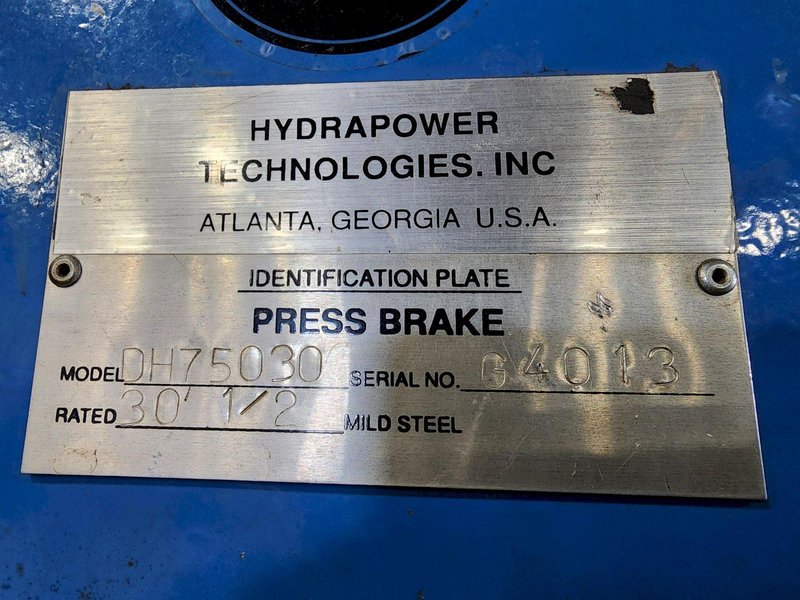 HYDRAPOWER
TECHNOLOGIES. INC
ATLANTA, GEORGIA U.S.A.
IDENTIFICATION PLATE
PRESS BRAKE
MODEL DH75030 SERIAL NO. G4013
RATED 30' 1/2 MILD STEEL